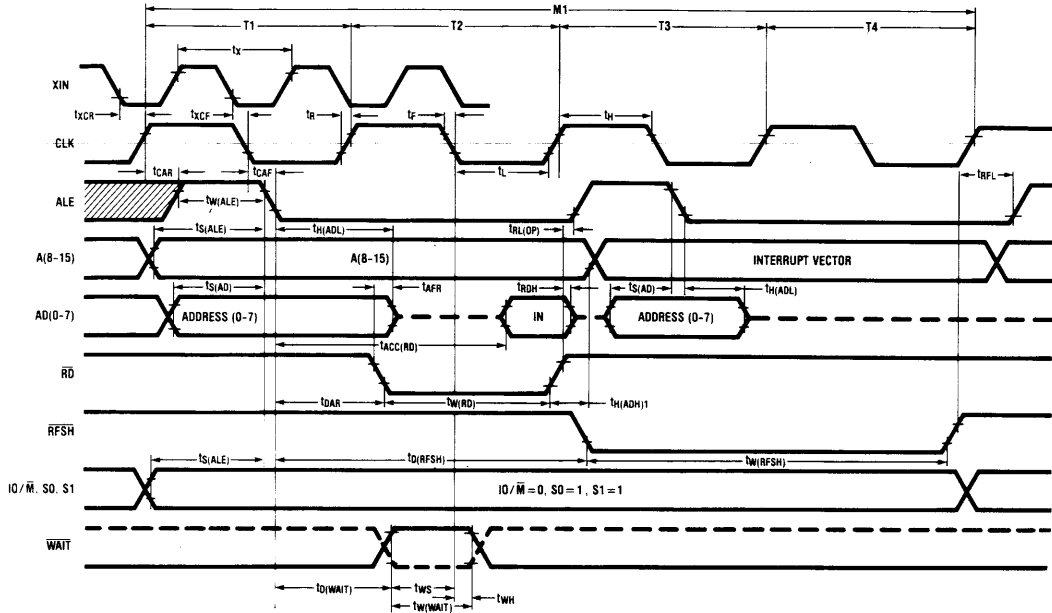 M1
T1 T2 T3 T4
tX
XIN
tXCR tXCF tR tF tH
CLK
tCAR tCAF tL tRFL
ALE
tW(ALE)
tS(ALE) tH(ADL) tRL(OP)
A(8-15) A(8-15) INTERRUPT VECTOR
tS(AD) tAFR tRDH tS(AD) tH(ADL)
AD(0-7) ADDRESS (0-7) IN ADDRESS (0-7)
tACC(RD)
RD
tDAR tW(RD) tH(ADH)1
RFSH
tS(ALE) tD(RFSH) tW(RFSH)
IO/M̅, S0, S1 IO/M̅=0, S0=1, S1=1
WAIT
tD(WAIT) tWS tWH
tW(WAIT)